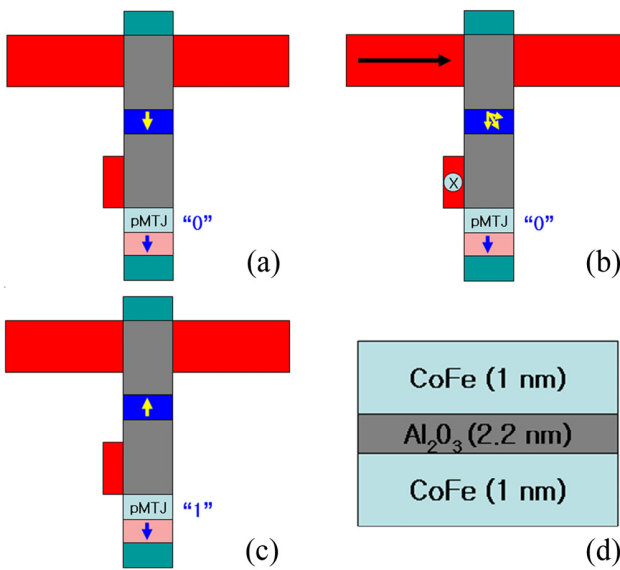 pMTJ "0"
(a)
X
pMTJ "0"
(b)
pMTJ "1"
(c)
CoFe (1 nm)
Al2O3 (2.2 nm)
CoFe (1 nm)
(d)